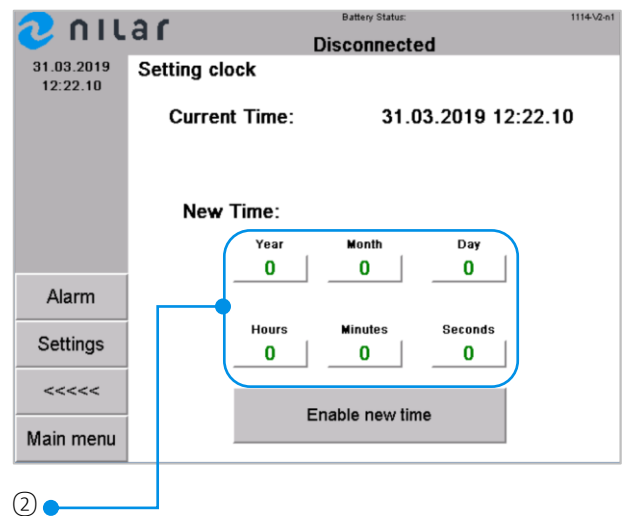 nilar
Battery Status:
1114-V2-n1
Disconnected
31.03.2019
12:22.10
Setting clock
Current Time: 31.03.2019 12:22.10
New Time:
Year Month Day
0 0 0
Hours Minutes Seconds
0 0 0
Enable new time
Alarm
Settings
<<<<<
Main menu
②